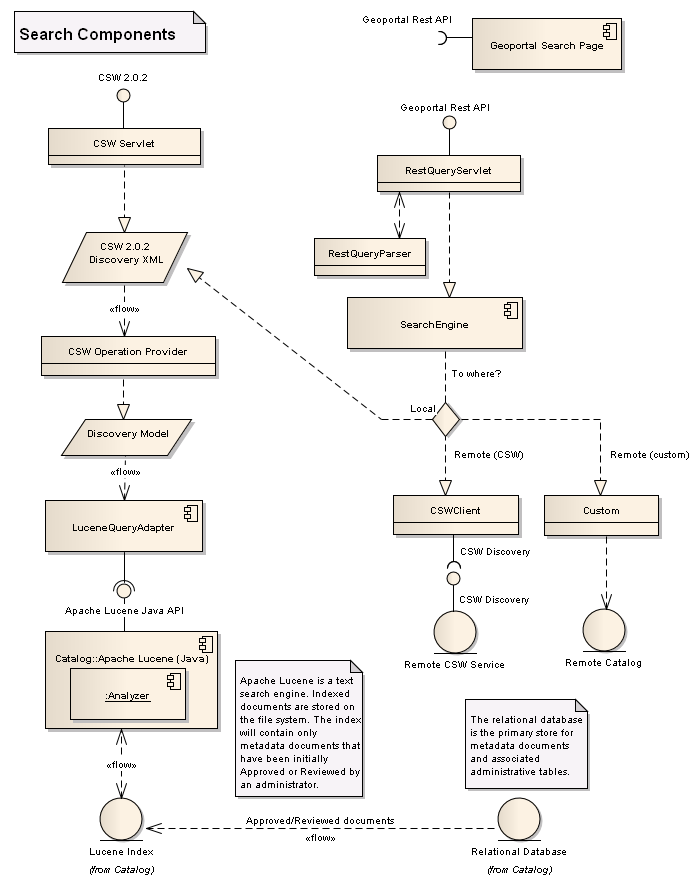 Search Components
Geoportal Rest API
Geoportal Search Page
CSW 2.0.2
CSW Servlet
Geoportal Rest API
RestQueryServlet
RestQueryParser
CSW 2.0.2
Discovery XML
«flow»
SearchEngine
To where?
CSW Operation Provider
Local
Discovery Model
«flow»
Remote (CSW)
Remote (custom)
LuceneQueryAdapter
CSWClient
Custom
CSW Discovery
CSW Discovery
Apache Lucene Java API
Catalog::Apache Lucene (Java)
:Analyzer
Remote CSW Service
Remote Catalog
Apache Lucene is a text
search engine. Indexed
documents are stored on
the file system. The index
will contain only
metadata documents that
have been initially
Approved or Reviewed by
an administrator.
The relational database
is the primary store for
metadata documents
and associated
administrative tables.
«flow»
Approved/Reviewed documents
«flow»
Lucene Index
(from Catalog)
Relational Database
(from Catalog)